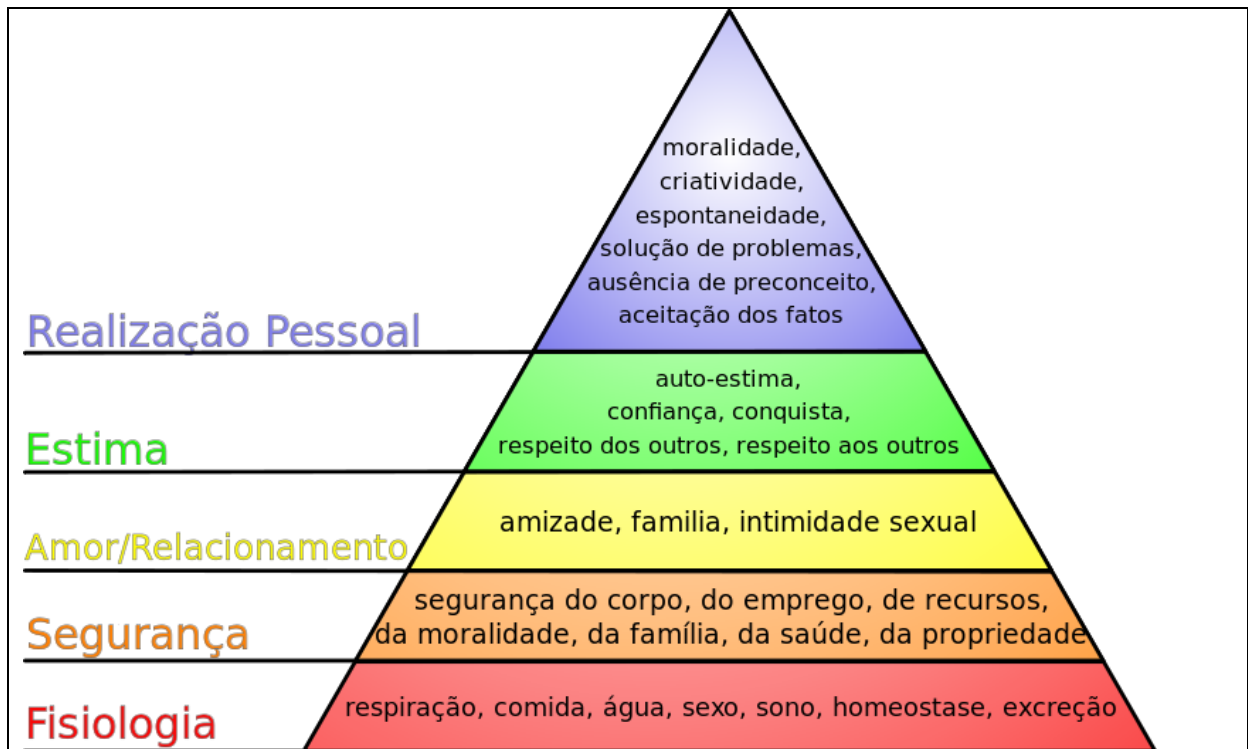 moralidade,
criatividade,
espontaneidade,
solução de problemas,
ausência de preconceito,
aceitação dos fatos
Realização Pessoal
auto-estima,
confiança, conquista,
respeito dos outros, respeito aos outros
Estima
amizade, familia, intimidade sexual
Amor/Relacionamento
segurança do corpo, do emprego, de recursos,
da moralidade, da família, da saúde, da propriedade
Segurança
respiração, comida, água, sexo, sono, homeostase, excreção
Fisiologia